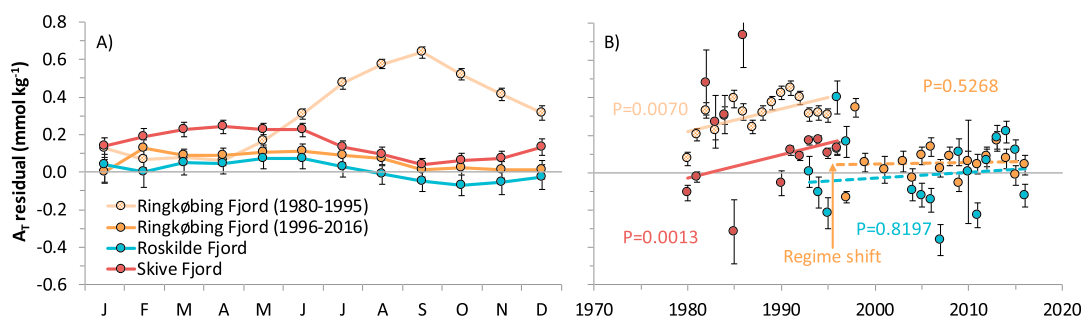 A)
A_T residual (mmol kg⁻¹)
0.8
0.6
0.4
0.2
0.0
-0.2
-0.4
-0.6
Ringkøbing Fjord (1980-1995)
Ringkøbing Fjord (1996-2016)
Roskilde Fjord
Skive Fjord
J F M A M J J A S O N D
B)
P=0.0070
P=0.5268
P=0.0013
P=0.8197
Regime shift
1970 1980 1990 2000 2010 2020